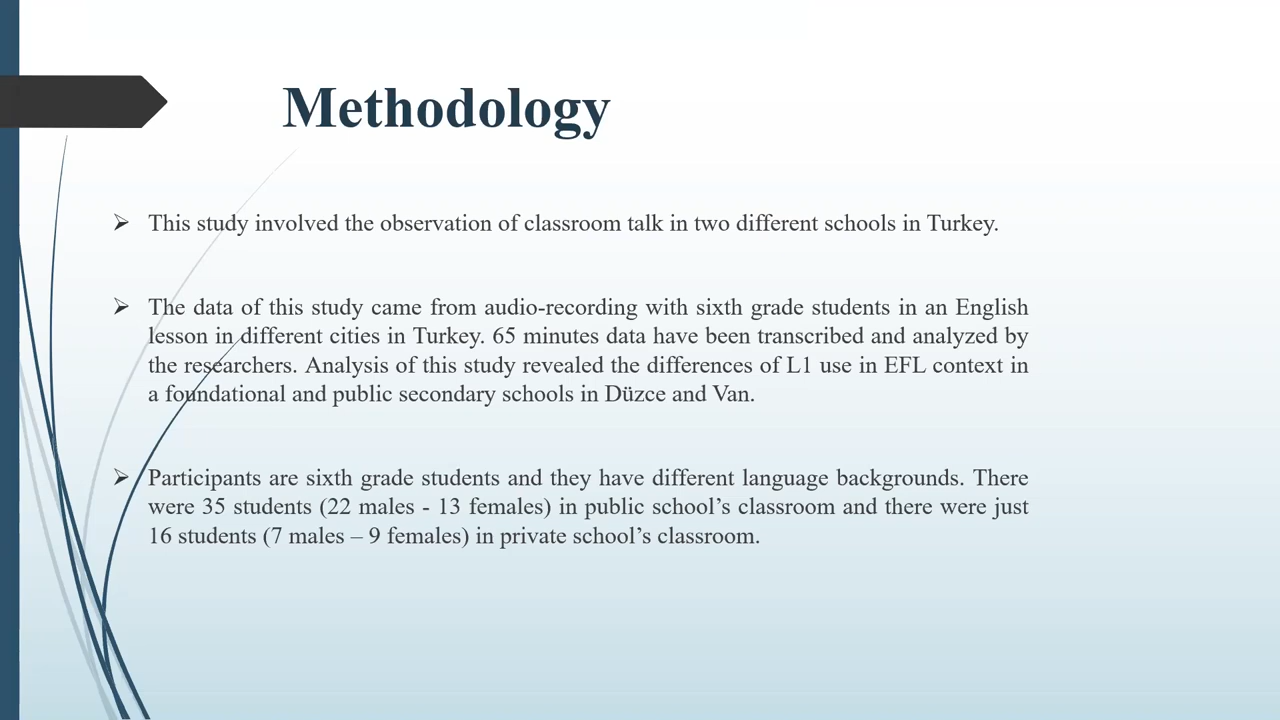 Methodology
This study involved the observation of classroom talk in two different schools in Turkey.
The data of this study came from audio-recording with sixth grade students in an English
lesson in different cities in Turkey. 65 minutes data have been transcribed and analyzed by
the researchers. Analysis of this study revealed the differences of L1 use in EFL context in
a foundational and public secondary schools in Düzce and Van.
Participants are sixth grade students and they have different language backgrounds. There
were 35 students (22 males - 13 females) in public school’s classroom and there were just
16 students (7 males – 9 females) in private school’s classroom.